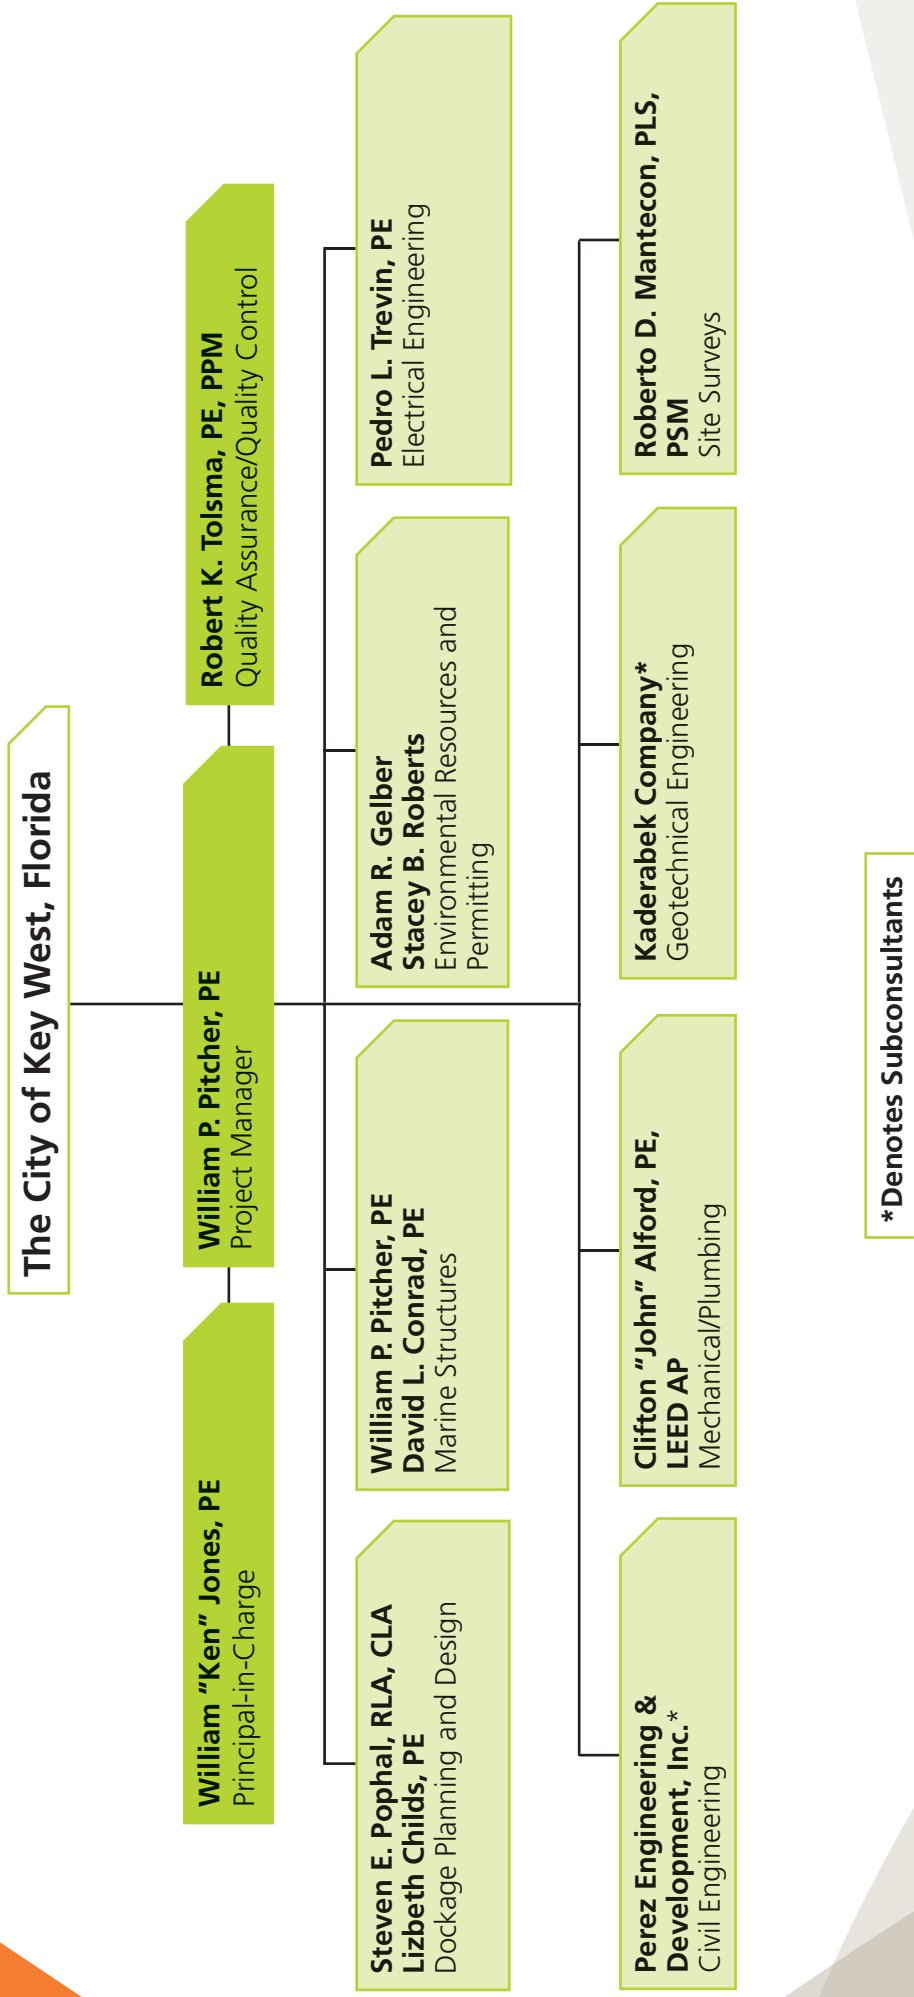 The City of Key West, Florida
William "Ken" Jones, PE
Principal-in-Charge
William P. Pitcher, PE
Project Manager
Robert K. Tolsma, PE, PPM
Quality Assurance/Quality Control
Steven E. Pophal, RLA, CLA
Lizbeth Childs, PE
Dockage Planning and Design
William P. Pitcher, PE
David L. Conrad, PE
Marine Structures
Adam R. Gelber
Stacey B. Roberts
Environmental Resources and
Permitting
Pedro L. Trevin, PE
Electrical Engineering
Perez Engineering &
Development, Inc.*
Civil Engineering
Clifton "John" Alford, PE,
LEED AP
Mechanical/Plumbing
Kaderabek Company*
Geotechnical Engineering
Roberto D. Mantecon, PLS,
PSM
Site Surveys
*Denotes Subconsultants